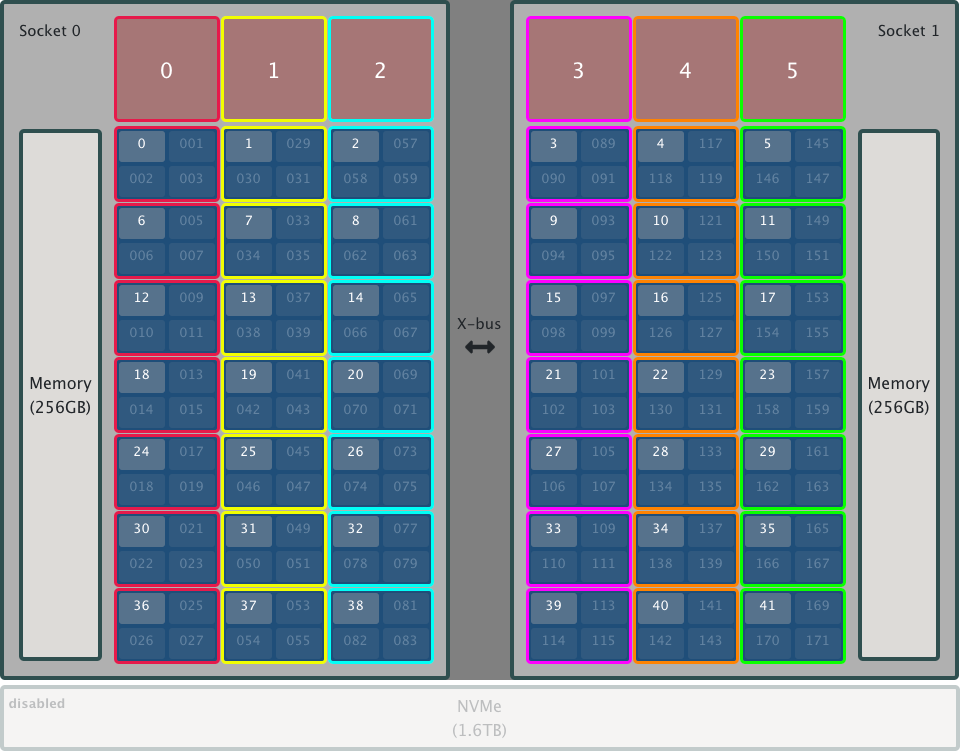 Socket 0
Socket 1
0 1 2 3 4 5
0 001 1 029 2 057 3 089 4 117 5 145
002 003 030 031 058 059 090 091 118 119 146 147
6 005 7 033 8 061 9 093 10 121 11 149
006 007 034 035 062 063 094 095 122 123 150 151
12 009 13 037 14 065 15 097 16 125 17 153
010 011 038 039 066 067 098 099 126 127 154 155
X-bus
18 013 19 041 20 069 21 101 22 129 23 157
Memory
(256GB)
Memory
(256GB)
014 015 042 043 070 071 102 103 130 131 158 159
24 017 25 045 26 073 27 105 28 133 29 161
018 019 046 047 074 075 106 107 134 135 162 163
30 021 31 049 32 077 33 109 34 137 35 165
022 023 050 051 078 079 110 111 138 139 166 167
36 025 37 053 38 081 39 113 40 141 41 169
026 027 054 055 082 083 114 115 142 143 170 171
disabled
NVMe
(1.6TB)